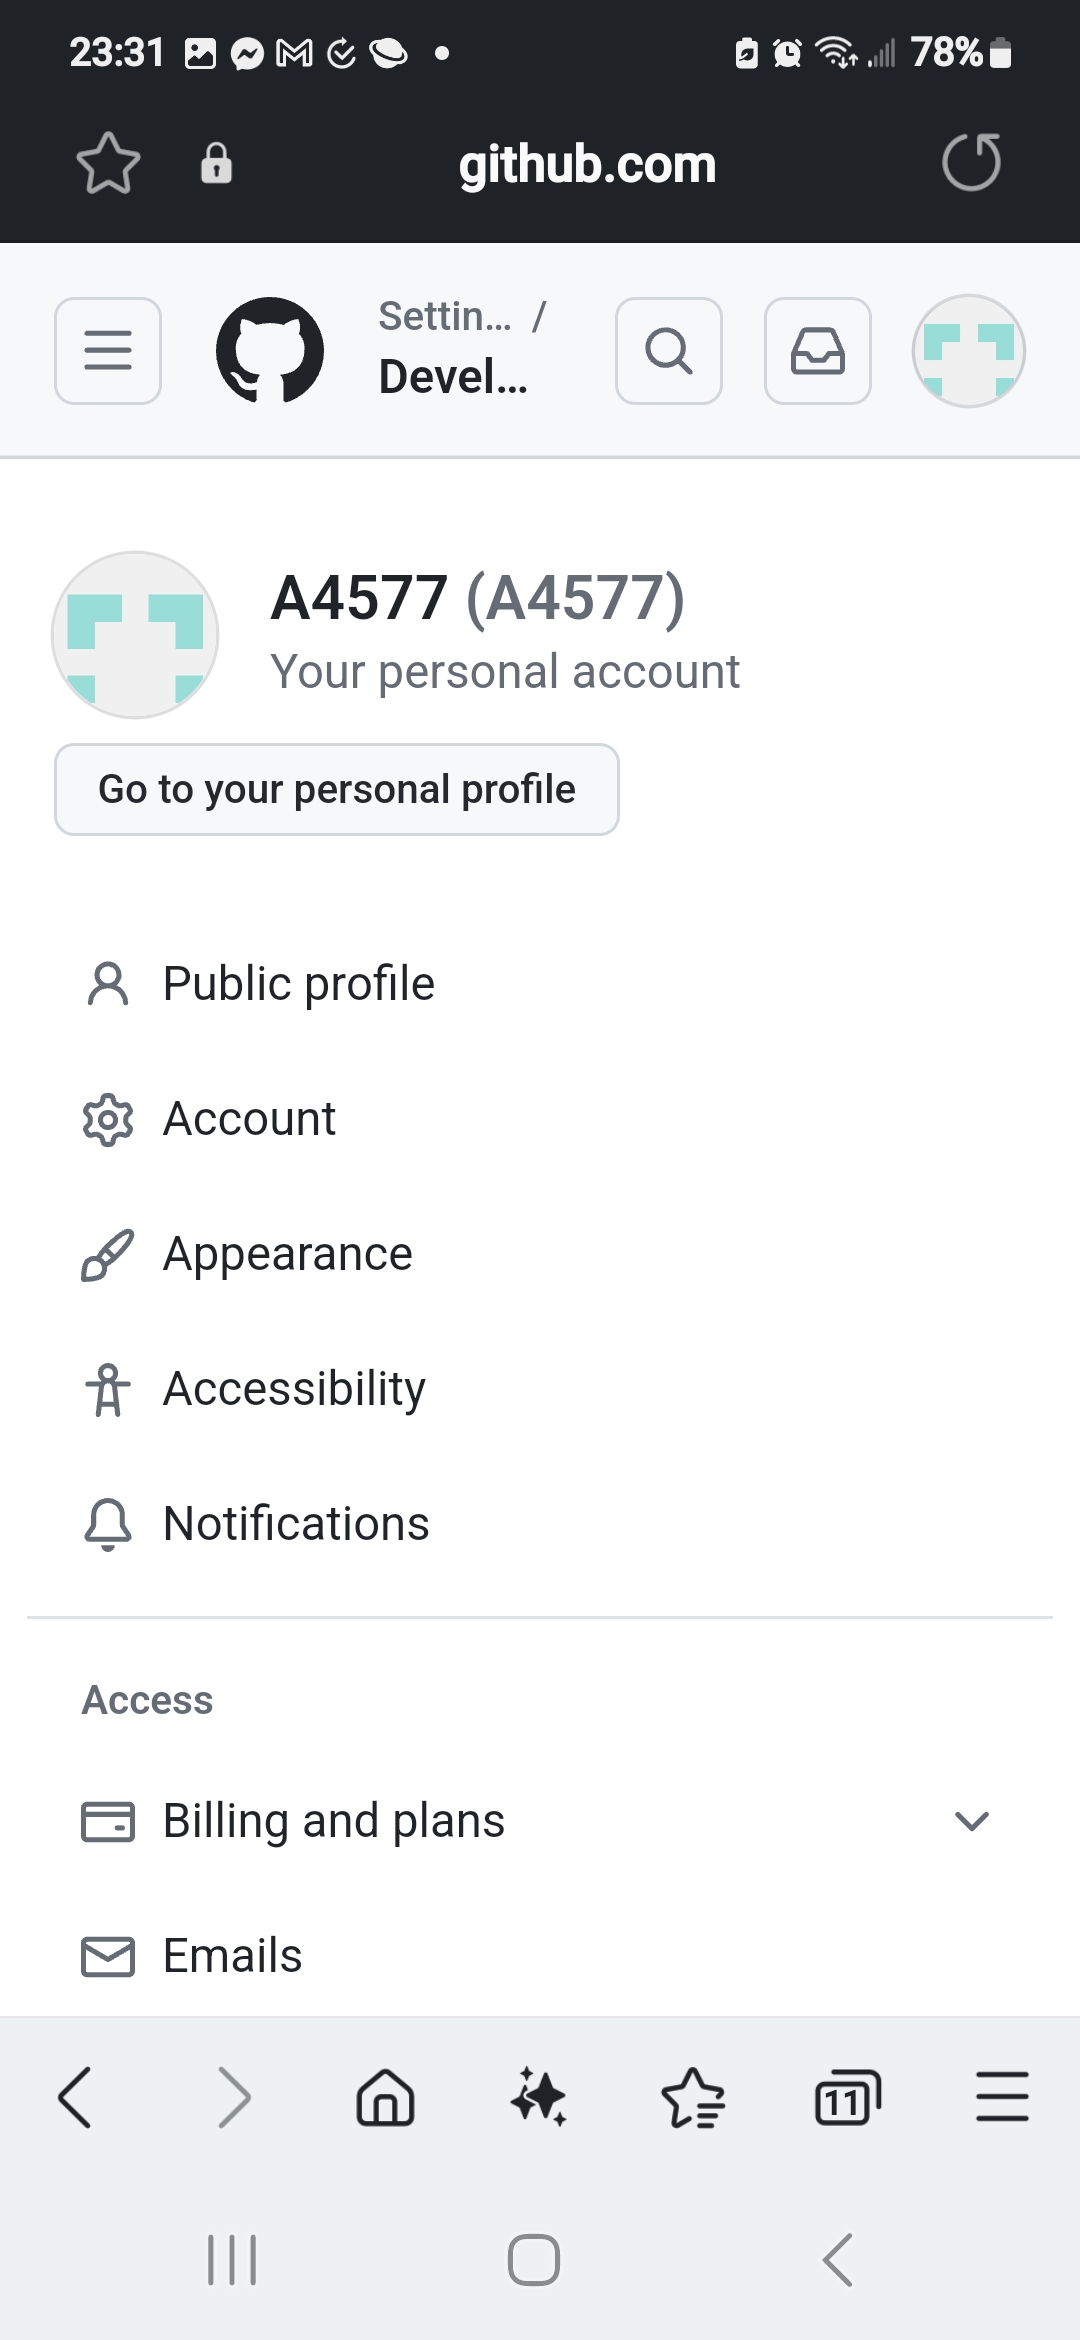 23:31 78%
github.com
Settin... /
Devel...
A4577 (A4577)
Your personal account
Go to your personal profile
Public profile
Account
Appearance
Accessibility
Notifications
Access
Billing and plans
Emails
11